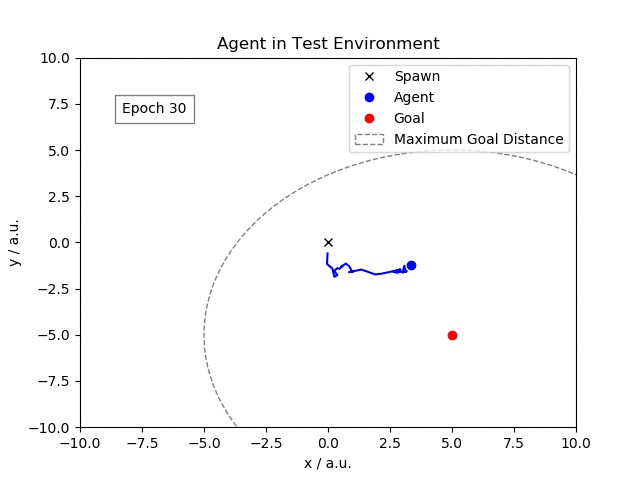 Agent in Test Environment
10.0
7.5
5.0
2.5
0.0
−2.5
−5.0
−7.5
−10.0
y / a.u.
Epoch 30
Spawn
Agent
Goal
Maximum Goal Distance
−10.0 −7.5 −5.0 −2.5 0.0 2.5 5.0 7.5 10.0
x / a.u.